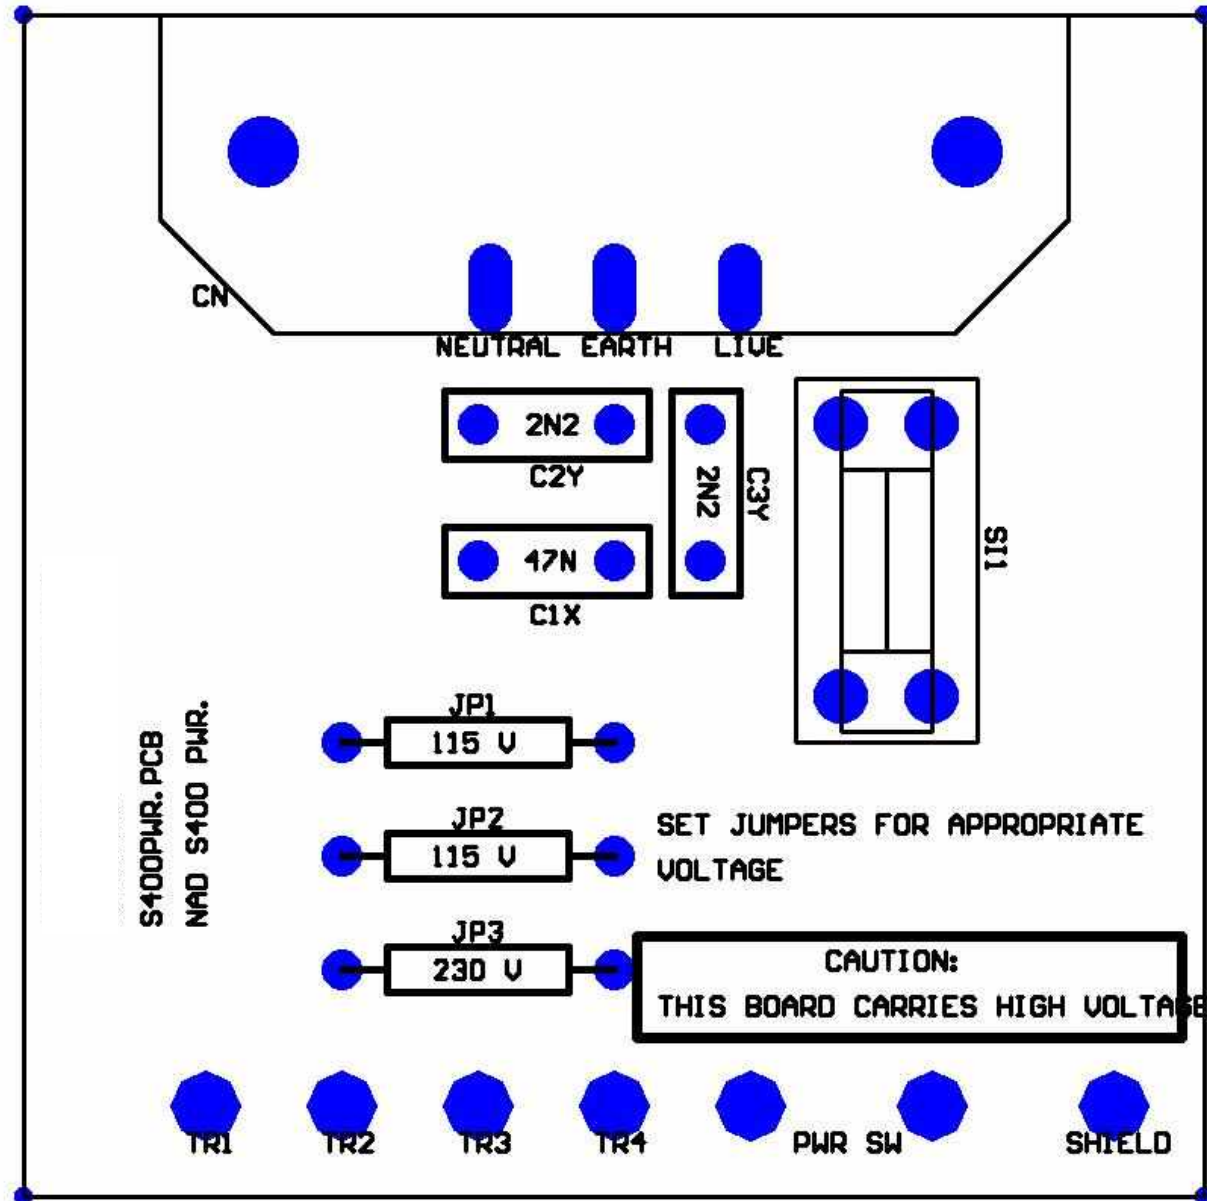 CN
NEUTRAL EARTH LIVE
2N2
C2Y
2N2
C3Y
47N
C1X
SI1
JP1
115 V
JP2
115 V
JP3
230 V
S400PWR.PCB
NAD S400 PWR.
SET JUMPERS FOR APPROPRIATE
VOLTAGE
CAUTION:
THIS BOARD CARRIES HIGH VOLTAGE
TR1 TR2 TR3 TR4 PWR SW SHIELD